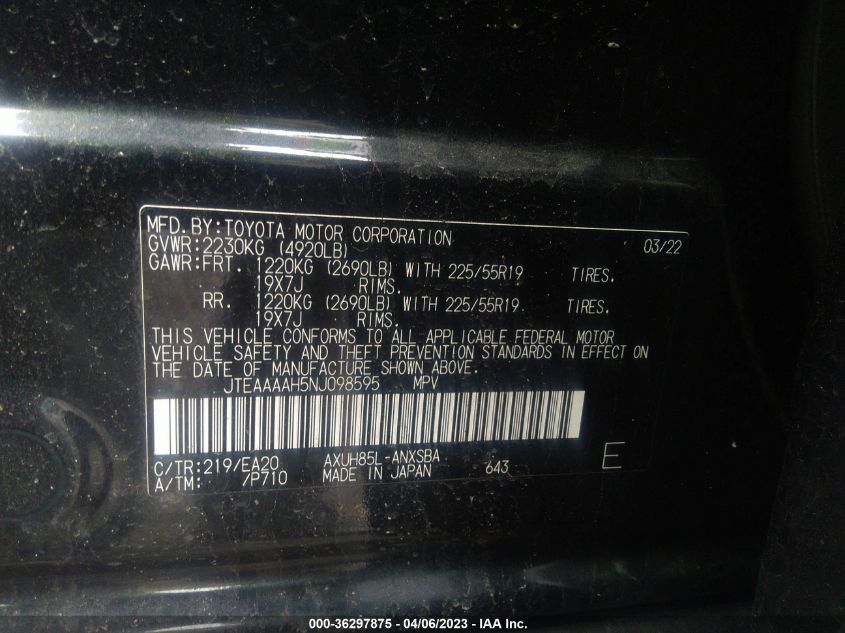 MFD.BY:TOYOTA MOTOR CORPORATION 03/22
GVWR:2230KG (4920LB)
GAWR:FRT. 1220KG (2690LB) WITH 225/55R19 TIRES.
19X7J RIMS.
RR. 1220KG (2690LB) WITH 225/55R19 TIRES.
19X7J RIMS.
THIS VEHICLE CONFORMS TO ALL APPLICABLE FEDERAL MOTOR
VEHICLE SAFETY AND THEFT PREVENTION STANDARDS IN EFFECT ON
THE DATE OF MANUFACTURE SHOWN ABOVE.
JTEAAAAH5NJ098595 MPV
C/TR:219/EA20 AXUH85L-ANXSBA
A/TM: - /P710 MADE IN JAPAN 643 E
000-36297875 - 04/06/2023 - IAA Inc.